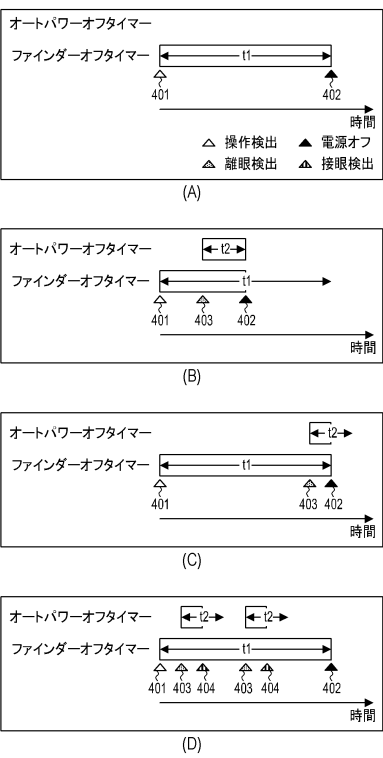 オートパワーオフタイマー
ファインダーオフタイマー
t1
401
402
時間
操作検出
電源オフ
離眼検出
接眼検出
(A)
オートパワーオフタイマー
t2
ファインダーオフタイマー
t1
401
403
402
時間
(B)
オートパワーオフタイマー
t2
ファインダーオフタイマー
t1
401
403
402
時間
(C)
オートパワーオフタイマー
t2
t2
ファインダーオフタイマー
t1
401
403
404
403
404
402
時間
(D)